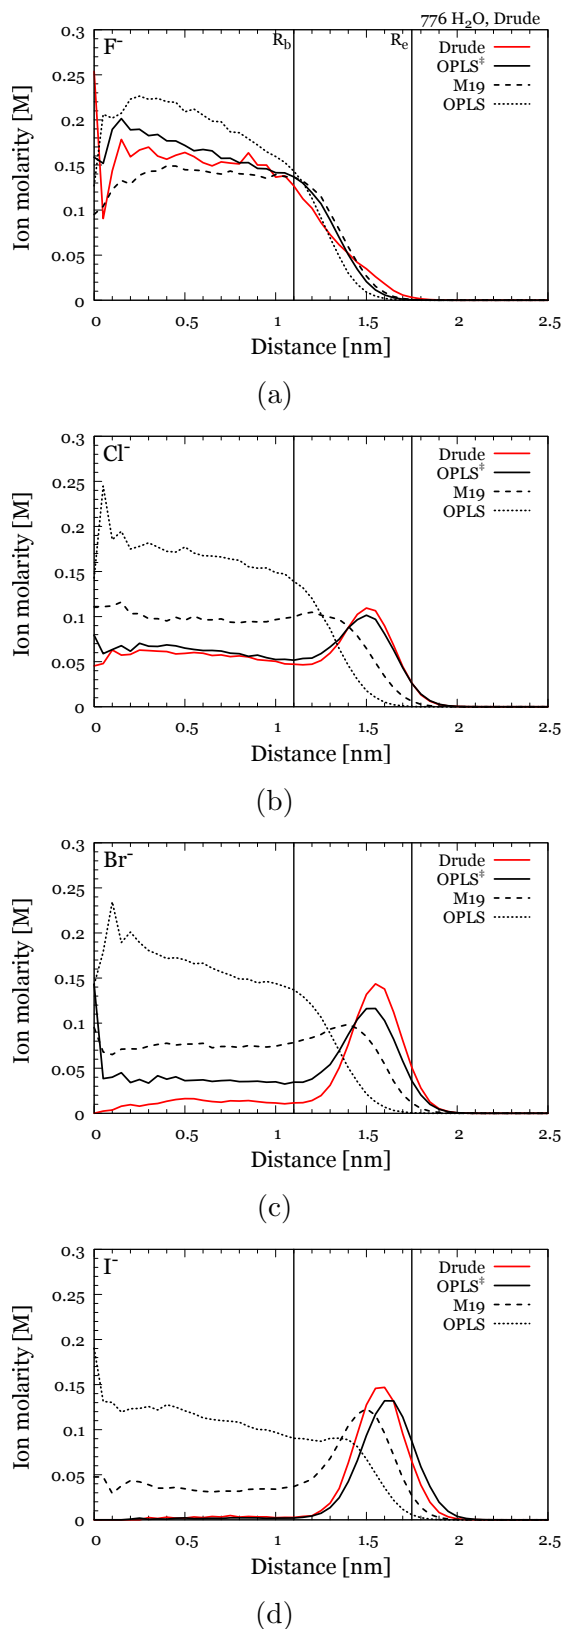 776 H₂O, Drude
0.3
F⁻
R_b
R_e
Drude
OPLS‡
M19
OPLS
0.25
0.2
0.15
0.1
0.05
0
Ion molarity [M]
0 0.5 1 1.5 2 2.5
Distance [nm]
(a)
0.3
Cl⁻
Drude
OPLS‡
M19
OPLS
0.25
0.2
0.15
0.1
0.05
0
Ion molarity [M]
0 0.5 1 1.5 2 2.5
Distance [nm]
(b)
0.3
Br⁻
Drude
OPLS‡
M19
OPLS
0.25
0.2
0.15
0.1
0.05
0
Ion molarity [M]
0 0.5 1 1.5 2 2.5
Distance [nm]
(c)
0.3
I⁻
Drude
OPLS‡
M19
OPLS
0.25
0.2
0.15
0.1
0.05
0
Ion molarity [M]
0 0.5 1 1.5 2 2.5
Distance [nm]
(d)